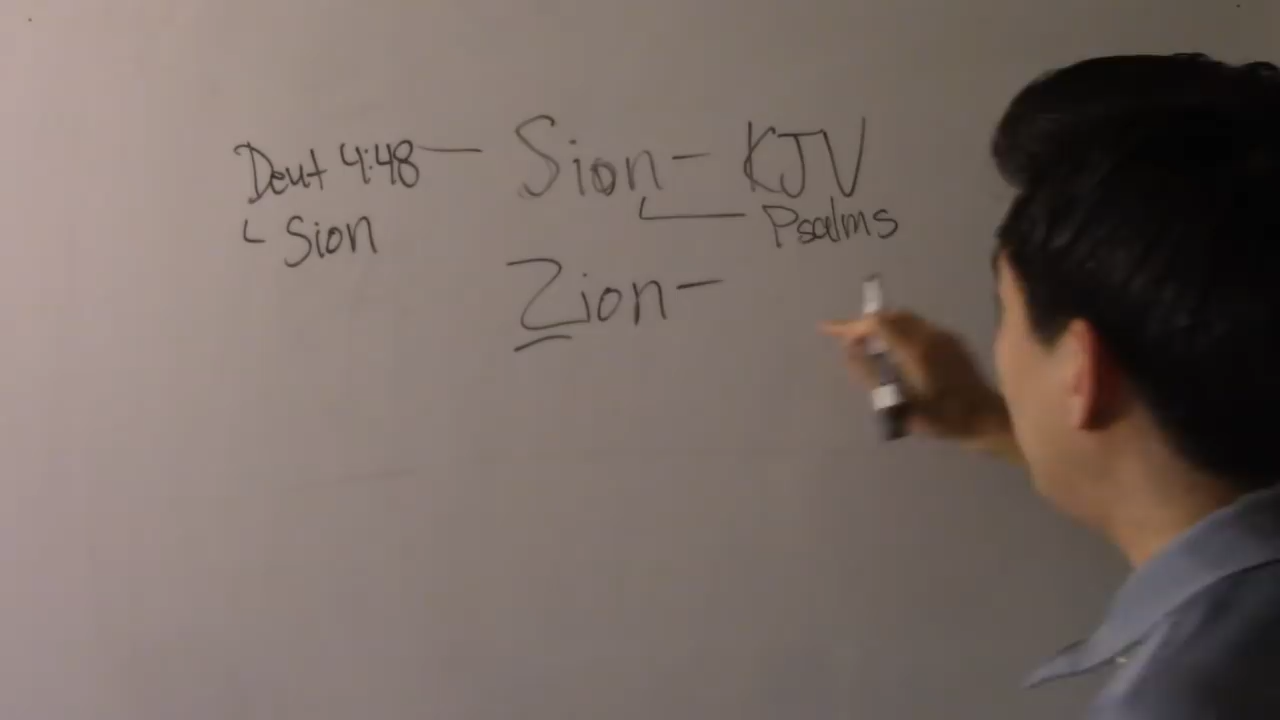 Deut 4:48 — Sion — KJV
Sion
Psalms
Zion —